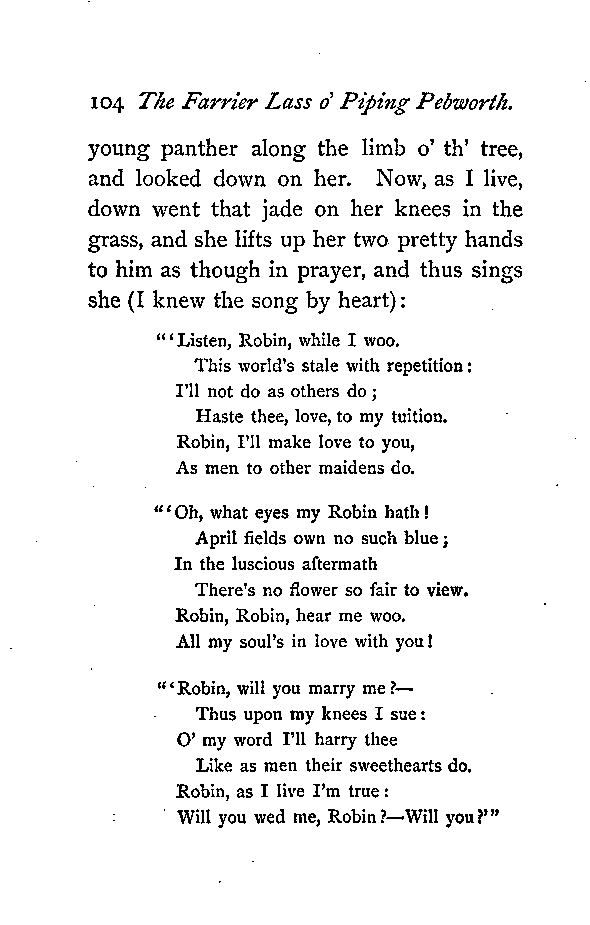 104 The Farrier Lass o' Piping Pebworth.
young panther along the limb o' th' tree,
and looked down on her. Now, as I live,
down went that jade on her knees in the
grass, and she lifts up her two pretty hands
to him as though in prayer, and thus sings
she (I knew the song by heart):
"'Listen, Robin, while I woo.
This world's stale with repetition:
I'll not do as others do;
Haste thee, love, to my tuition.
Robin, I'll make love to you,
As men to other maidens do.
"'Oh, what eyes my Robin hath!
April fields own no such blue;
In the luscious aftermath
There's no flower so fair to view.
Robin, Robin, hear me woo.
All my soul's in love with you!
"'Robin, will you marry me?—
Thus upon my knees I sue:
O' my word I'll harry thee
Like as men their sweethearts do.
Robin, as I live I'm true:
Will you wed me, Robin?—Will you?'"